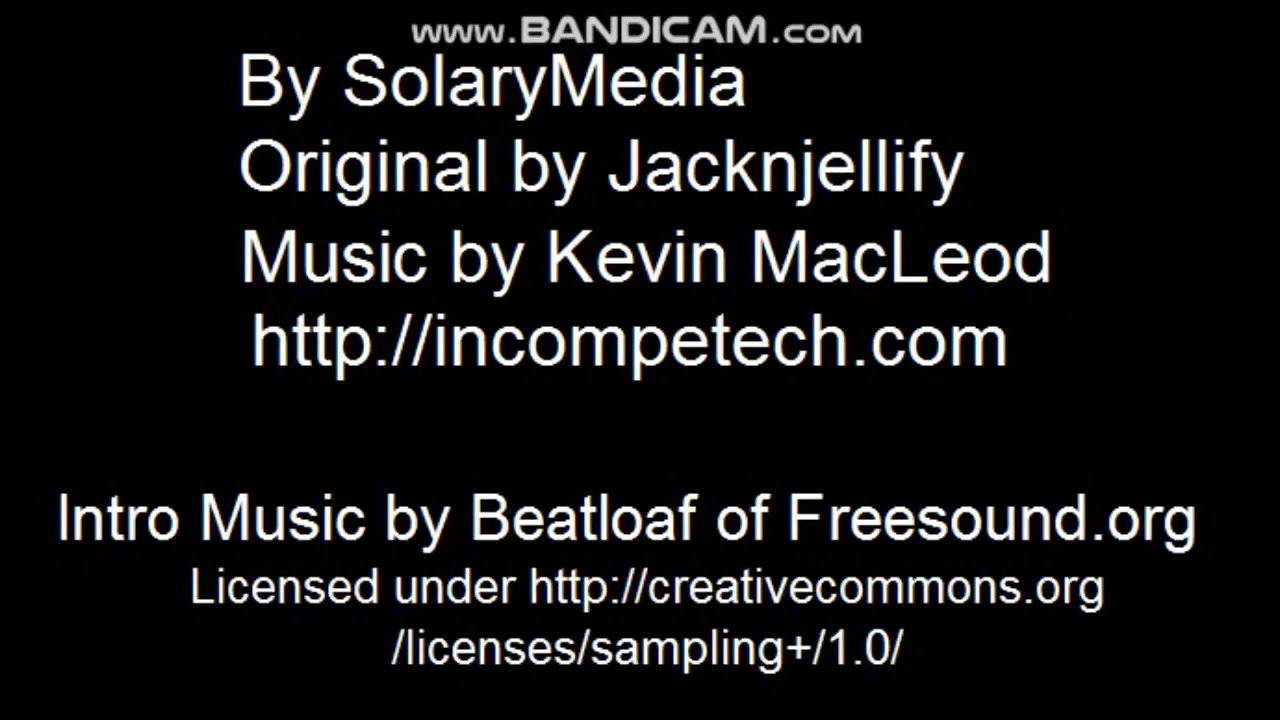 www.BANDICAM.com
By SolaryMedia
Original by Jacknjellify
Music by Kevin MacLeod
http://incompetech.com
Intro Music by Beatloaf of Freesound.org
Licensed under http://creativecommons.org
/licenses/sampling+/1.0/